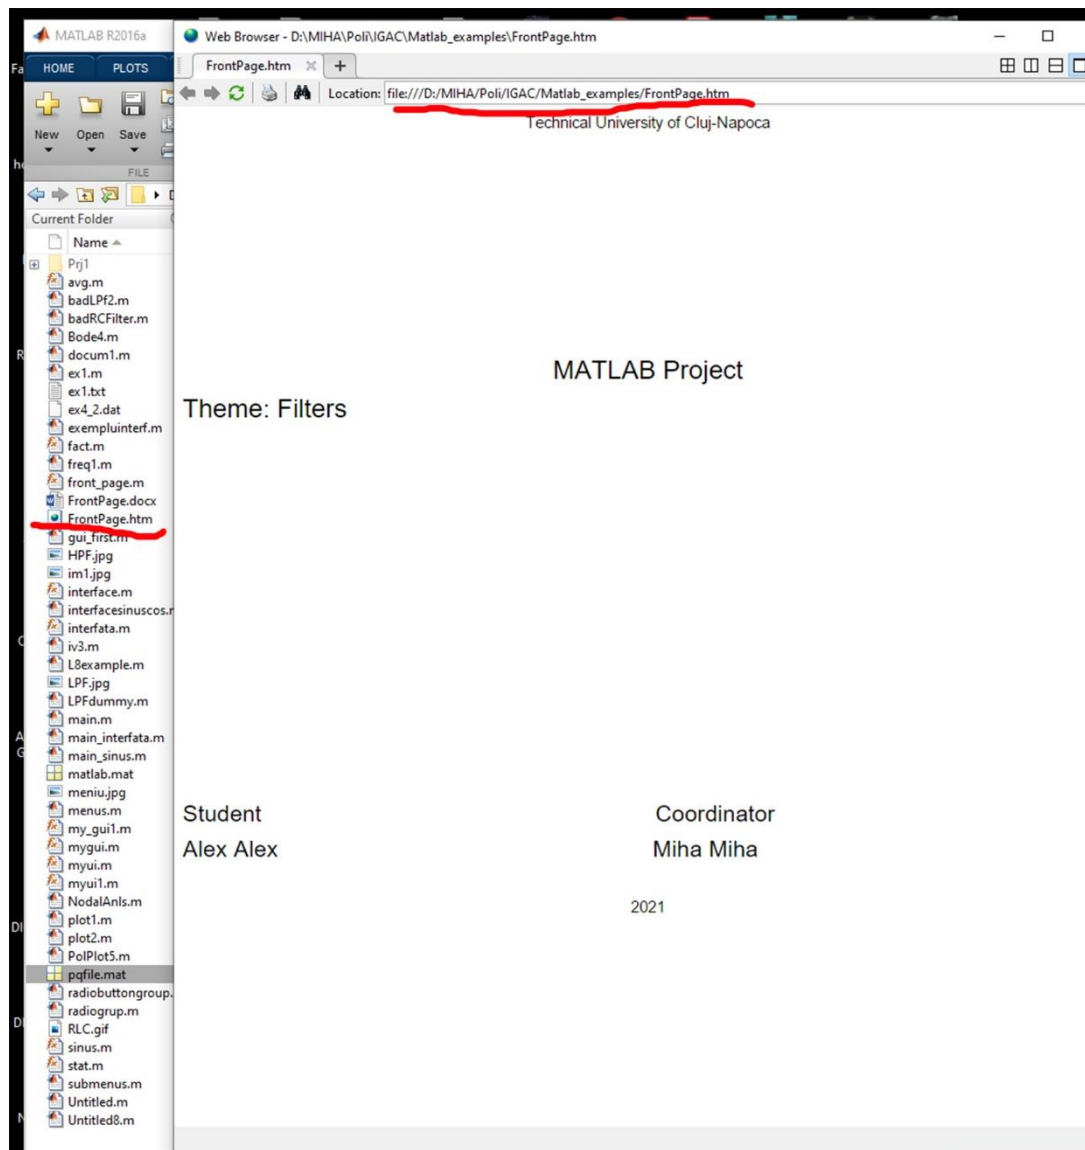 MATLAB R2016a
Web Browser - D:\MIHA\Poli\IGAC\Matlab_examples\FrontPage.htm
HOME PLOTS
FrontPage.htm
Location: file:///D:/MIHA/Poli/IGAC/Matlab_examples/FrontPage.htm
New Open Save
FILE
Current Folder
Name
Prj1
avg.m
badLPf2.m
badRCFilter.m
Bode4.m
docum1.m
ex1.m
ex1.txt
ex4_2.dat
exempluinterf.m
fact.m
freq1.m
front_page.m
FrontPage.docx
FrontPage.htm
gui_first.m
HPF.jpg
im1.jpg
interface.m
interfacesinuscos.
interfata.m
iv3.m
L8example.m
LPF.jpg
LPFdummy.m
main.m
main_interfata.m
main_sinus.m
matlab.mat
meniu.jpg
menus.m
my_gui1.m
mygui.m
myui.m
myui1.m
NodalAnls.m
plot1.m
plot2.m
PolPlot5.m
pqfile.mat
radiobuttongroup.
radiogrup.m
RLC.gif
sinus.m
stat.m
submenus.m
Untitled.m
Untitled8.m
Technical University of Cluj-Napoca
MATLAB Project
Theme: Filters
Student Coordinator
Alex Alex Miha Miha
2021